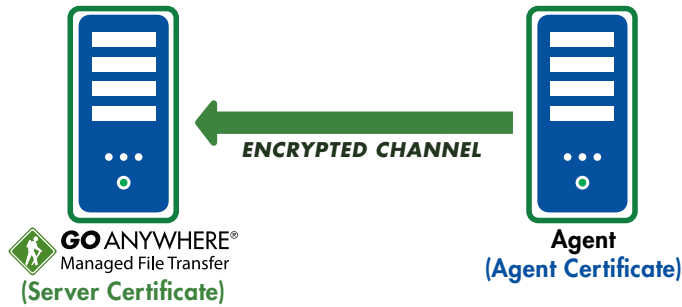 ENCRYPTED CHANNEL
GO ANYWHERE®
Managed File Transfer
(Server Certificate)
Agent
(Agent Certificate)